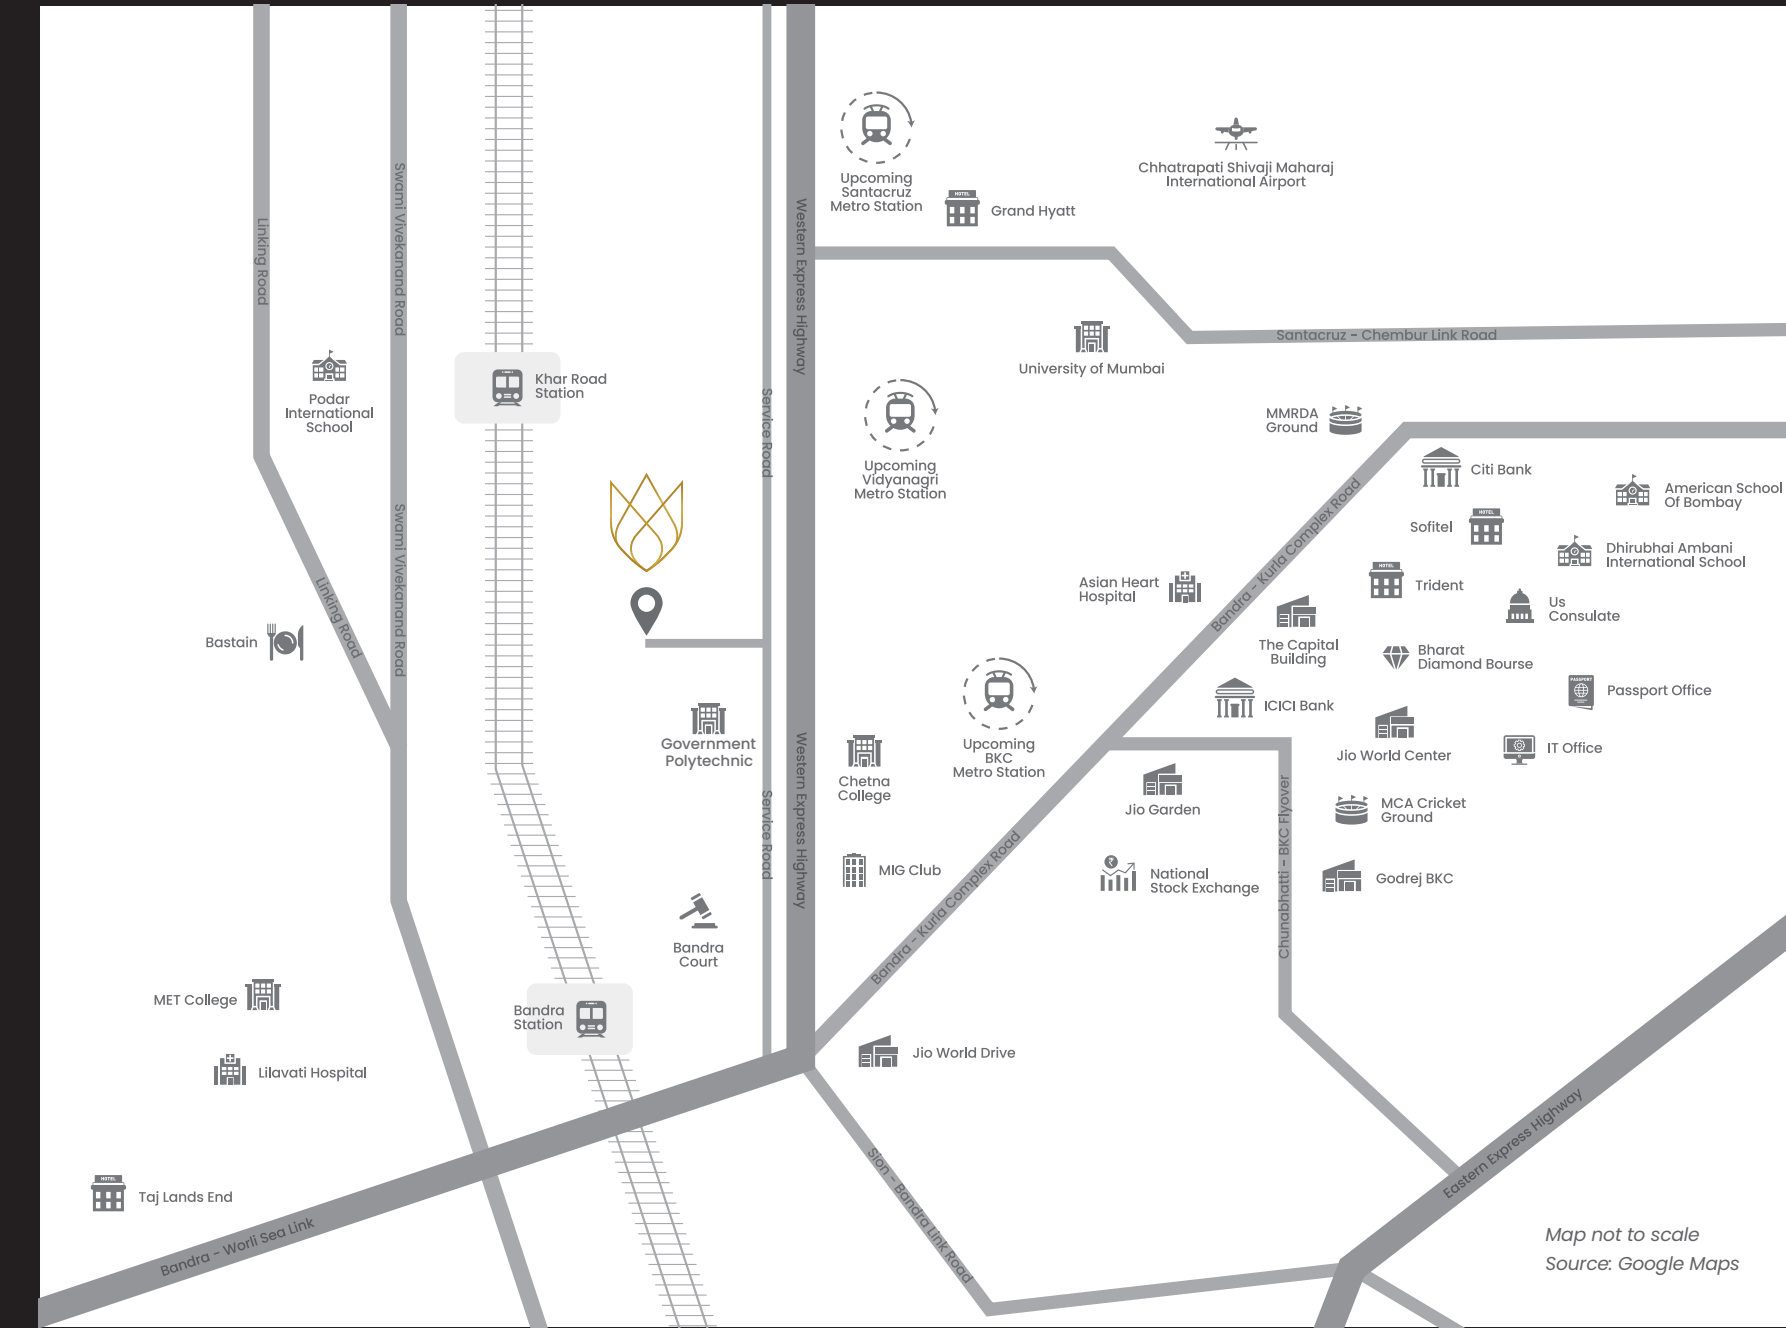 Upcoming
Santacruz
Metro Station
HOTEL
Grand Hyatt
Chhatrapati Shivaji Maharaj
International Airport
Swami Vivekanand Road
Linking Road
Western Express Highway
Santacruz - Chembur Link Road
University of Mumbai
Khar Road
Station
Podar
International
School
Service Road
MMRDA
Ground
Upcoming
Vidyanagri
Metro Station
Citi Bank
American School
Of Bombay
HOTEL
Sofitel
Bandra - Kurla Complex Road
Dhirubhai Ambani
International School
Asian Heart
Hospital
HOTEL
Trident
Us
Consulate
Swami Vivekanand Road
Linking Road
Bastain
The Capital
Building
Bharat
Diamond Bourse
PASSPORT
Passport Office
ICICI Bank
Government
Polytechnic
Upcoming
BKC
Metro Station
Jio World Center
IT Office
Western Express Highway
Chetna
College
Service Road
Jio Garden
MCA Cricket
Ground
Chunabhatti - BKC Flyover
MIG Club
Bandra - Kurla Complex Road
₹
National
Stock Exchange
Godrej BKC
Bandra
Court
MET College
Bandra
Station
Jio World Drive
Lilavati Hospital
Eastern Express Highway
HOTEL
Taj Lands End
Sion - Bandra Link Road
Bandra - Worli Sea Link
Map not to scale
Source: Google Maps